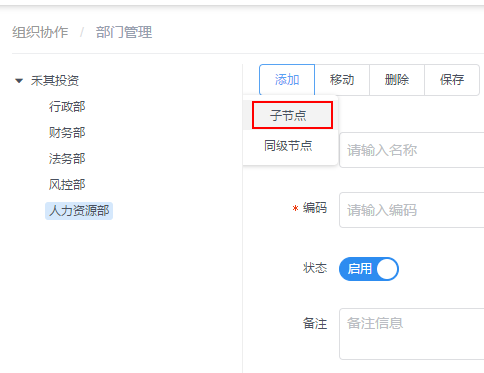 组织协作 / 部门管理
禾其投资
行政部
财务部
法务部
风控部
人力资源部
添加 移动 删除 保存
子节点
同级节点
请输入名称
* 编码 请输入编码
状态 启用
备注 备注信息